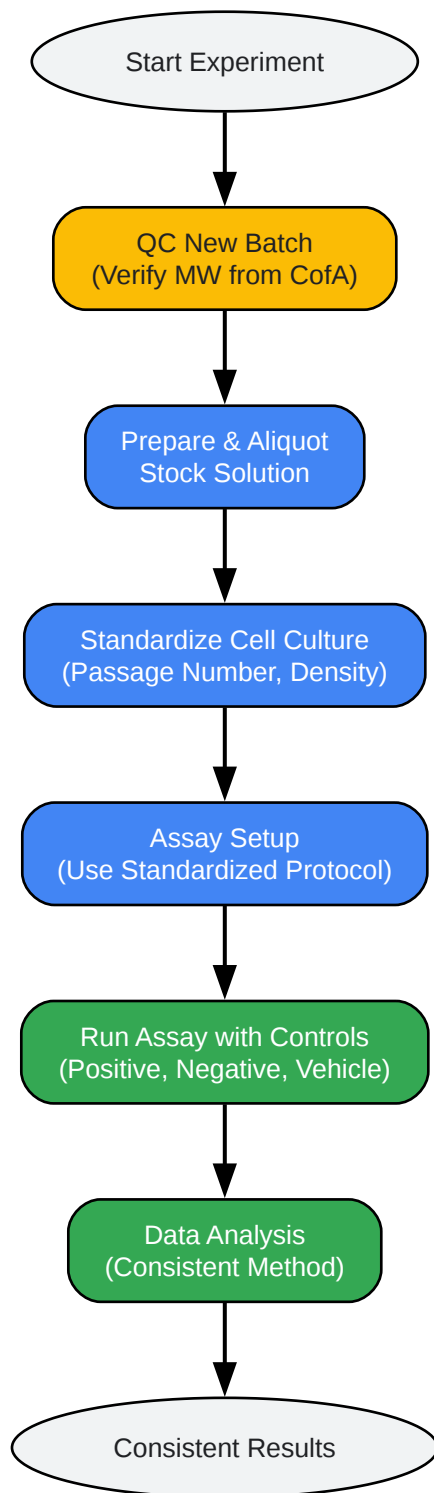 Start Experiment
QC New Batch
(Verify MW from CofA)
Prepare & Aliquot
Stock Solution
Standardize Cell Culture
(Passage Number, Density)
Assay Setup
(Use Standardized Protocol)
Run Assay with Controls
(Positive, Negative, Vehicle)
Data Analysis
(Consistent Method)
Consistent Results